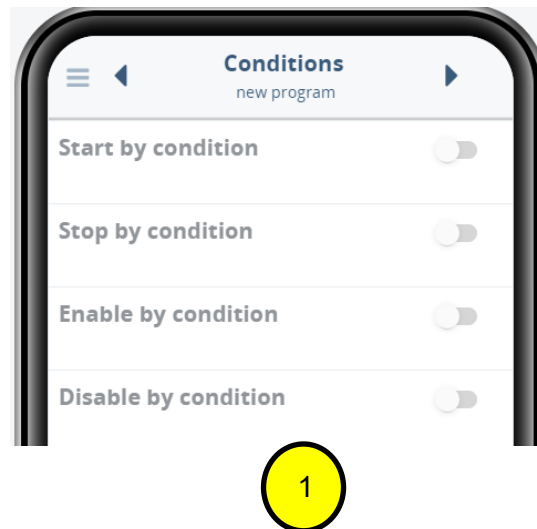 Conditions
new program
Start by condition
Stop by condition
Enable by condition
Disable by condition
1